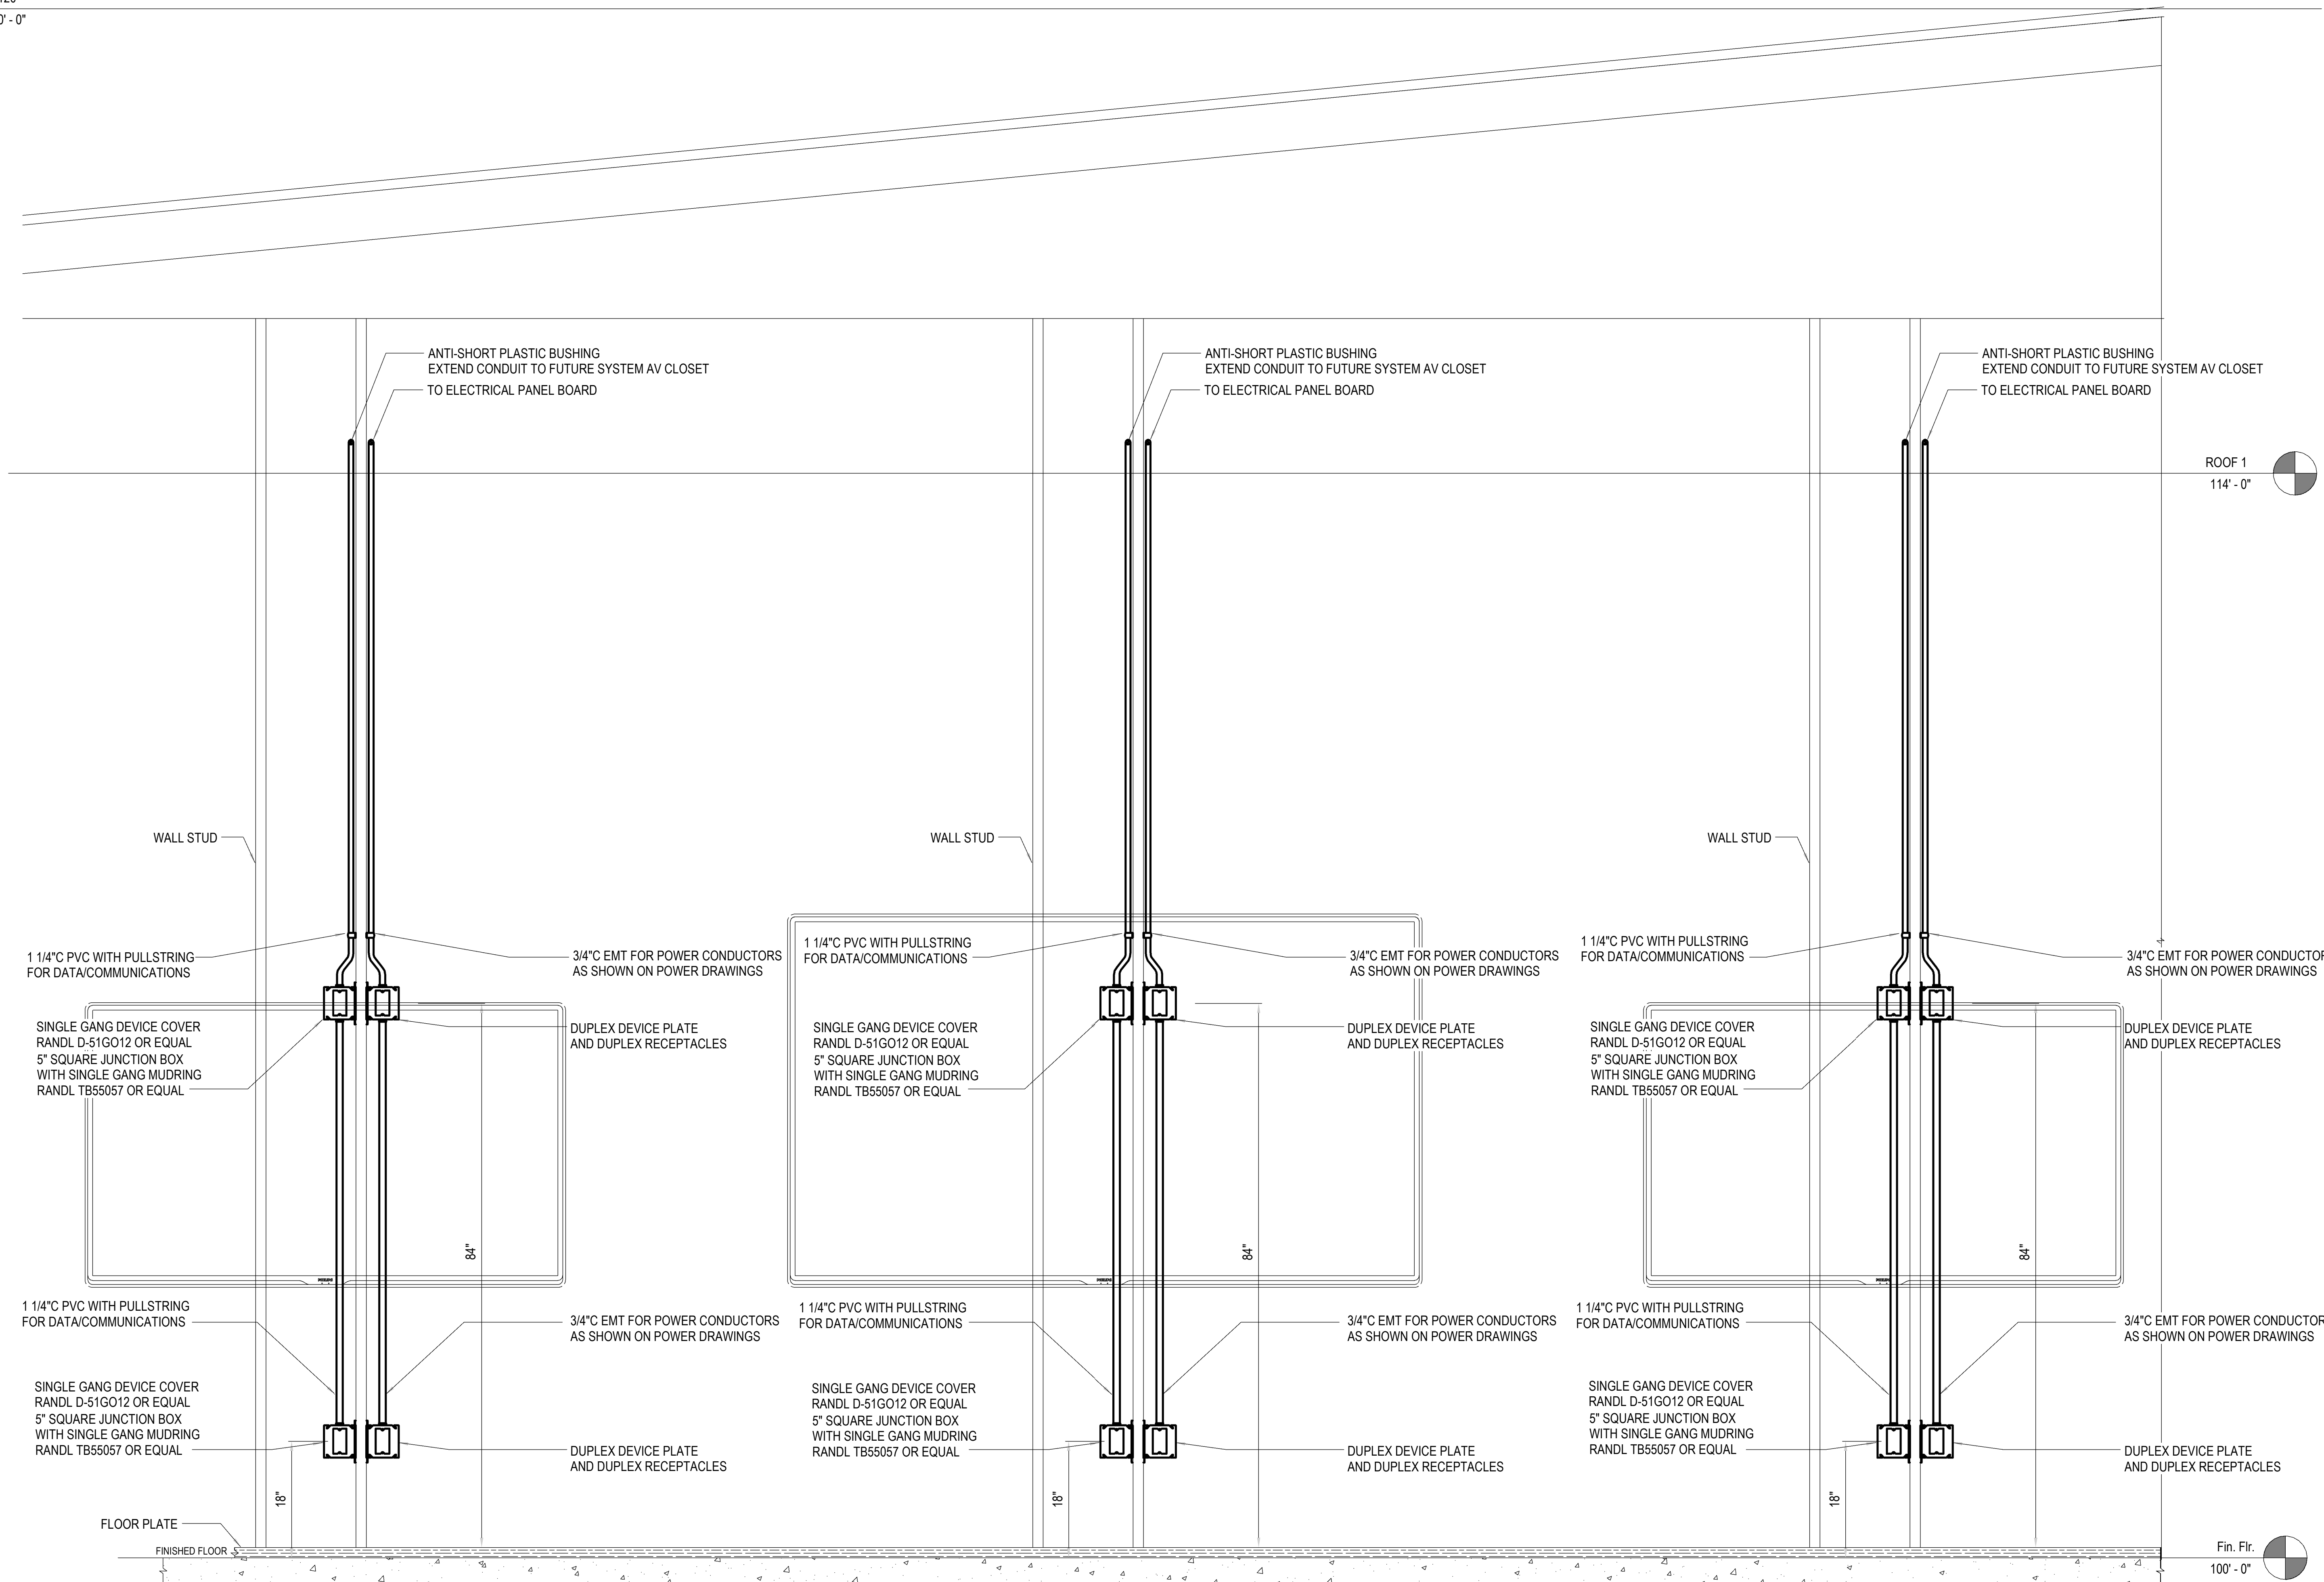 0' - 0"
ANTI-SHORT PLASTIC BUSHING
EXTEND CONDUIT TO FUTURE SYSTEM AV CLOSET
TO ELECTRICAL PANEL BOARD
ANTI-SHORT PLASTIC BUSHING
EXTEND CONDUIT TO FUTURE SYSTEM AV CLOSET
TO ELECTRICAL PANEL BOARD
ANTI-SHORT PLASTIC BUSHING
EXTEND CONDUIT TO FUTURE SYSTEM AV CLOSET
TO ELECTRICAL PANEL BOARD
ROOF 1
114' - 0"
WALL STUD
WALL STUD
WALL STUD
1 1/4"C PVC WITH PULLSTRING
FOR DATA/COMMUNICATIONS
3/4"C EMT FOR POWER CONDUCTORS
AS SHOWN ON POWER DRAWINGS
1 1/4"C PVC WITH PULLSTRING
FOR DATA/COMMUNICATIONS
3/4"C EMT FOR POWER CONDUCTORS
AS SHOWN ON POWER DRAWINGS
1 1/4"C PVC WITH PULLSTRING
FOR DATA/COMMUNICATIONS
3/4"C EMT FOR POWER CONDUCTOR
AS SHOWN ON POWER DRAWINGS
SINGLE GANG DEVICE COVER
RANDL D-51GO12 OR EQUAL
5" SQUARE JUNCTION BOX
WITH SINGLE GANG MUDRING
RANDL TB55057 OR EQUAL
DUPLEX DEVICE PLATE
AND DUPLEX RECEPTACLES
SINGLE GANG DEVICE COVER
RANDL D-51GO12 OR EQUAL
5" SQUARE JUNCTION BOX
WITH SINGLE GANG MUDRING
RANDL TB55057 OR EQUAL
DUPLEX DEVICE PLATE
AND DUPLEX RECEPTACLES
SINGLE GANG DEVICE COVER
RANDL D-51GO12 OR EQUAL
5" SQUARE JUNCTION BOX
WITH SINGLE GANG MUDRING
RANDL TB55057 OR EQUAL
DUPLEX DEVICE PLATE
AND DUPLEX RECEPTACLES
84"
84"
84"
1 1/4"C PVC WITH PULLSTRING
FOR DATA/COMMUNICATIONS
3/4"C EMT FOR POWER CONDUCTORS
AS SHOWN ON POWER DRAWINGS
1 1/4"C PVC WITH PULLSTRING
FOR DATA/COMMUNICATIONS
3/4"C EMT FOR POWER CONDUCTORS
AS SHOWN ON POWER DRAWINGS
1 1/4"C PVC WITH PULLSTRING
FOR DATA/COMMUNICATIONS
3/4"C EMT FOR POWER CONDUCTOR
AS SHOWN ON POWER DRAWINGS
SINGLE GANG DEVICE COVER
RANDL D-51GO12 OR EQUAL
5" SQUARE JUNCTION BOX
WITH SINGLE GANG MUDRING
RANDL TB55057 OR EQUAL
DUPLEX DEVICE PLATE
AND DUPLEX RECEPTACLES
SINGLE GANG DEVICE COVER
RANDL D-51GO12 OR EQUAL
5" SQUARE JUNCTION BOX
WITH SINGLE GANG MUDRING
RANDL TB55057 OR EQUAL
DUPLEX DEVICE PLATE
AND DUPLEX RECEPTACLES
SINGLE GANG DEVICE COVER
RANDL D-51GO12 OR EQUAL
5" SQUARE JUNCTION BOX
WITH SINGLE GANG MUDRING
RANDL TB55057 OR EQUAL
DUPLEX DEVICE PLATE
AND DUPLEX RECEPTACLES
18"
18"
18"
FLOOR PLATE
FINISHED FLOOR
Fin. Flr.
100' - 0"